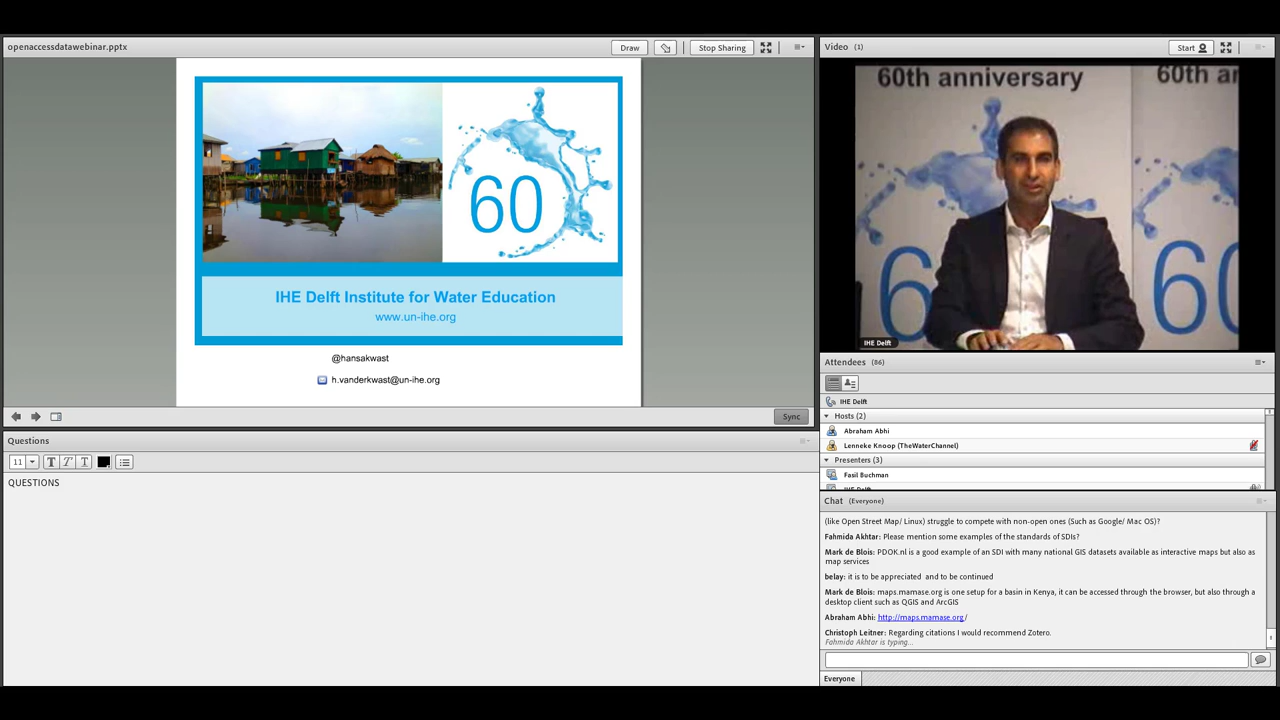 openaccessdatawebinar.pptx
Draw
Stop Sharing
60
IHE Delft Institute for Water Education
www.un-ihe.org
@hansakwast
h.vanderkwast@un-ihe.org
Sync
Questions
11
T T T
QUESTIONS
Video (1)
Start
60th anniversary
60th an
6
60
IHE Delft
Attendees (86)
IHE Delft
Hosts (2)
Abraham Abhi
Lenneke Knoop (TheWaterChannel)
Presenters (3)
Fasil Buchman
IHE Delft
Chat (Everyone)
(like Open Street Map/ Linux) struggle to compete with non-open ones (Such as Google/ Mac OS)?
Fahmida Akhtar: Please mention some examples of the standards of SDIs?
Mark de Blois: PDOK.nl is a good example of an SDI with many national GIS datasets available as interactive maps but also as
map services
belay: it is to be appreciated and to be continued
Mark de Blois: maps.mamase.org is one setup for a basin in Kenya, it can be accessed through the browser, but also through a
desktop client such as QGIS and ArcGIS
Abraham Abhi: http://maps.mamase.org/
Christoph Leitner: Regarding citations I would recommend Zotero.
Fahmida Akhtar is typing...
Everyone